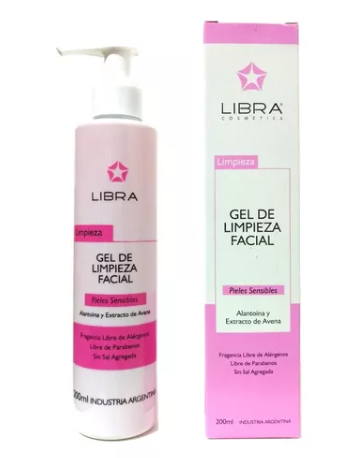 LIBRA
Limpieza
GEL DE
LIMPIEZA
FACIAL
Pieles Sensibles
Alantoína y Extracto de Avena
Fragancia Libre de Alérgenos
Libre de Parabenos
Sin Sal Agregada
200ml INDUSTRIA ARGENTINA
LIBRA®
COSMÉTICA
Limpieza
GEL DE
LIMPIEZA
FACIAL
Pieles Sensibles
Alantoína y
Extracto de Avena
Fragancia Libre de Alérgenos
Libre de Parabenos
Sin Sal Agregada
200ml INDUSTRIA ARGENTINA